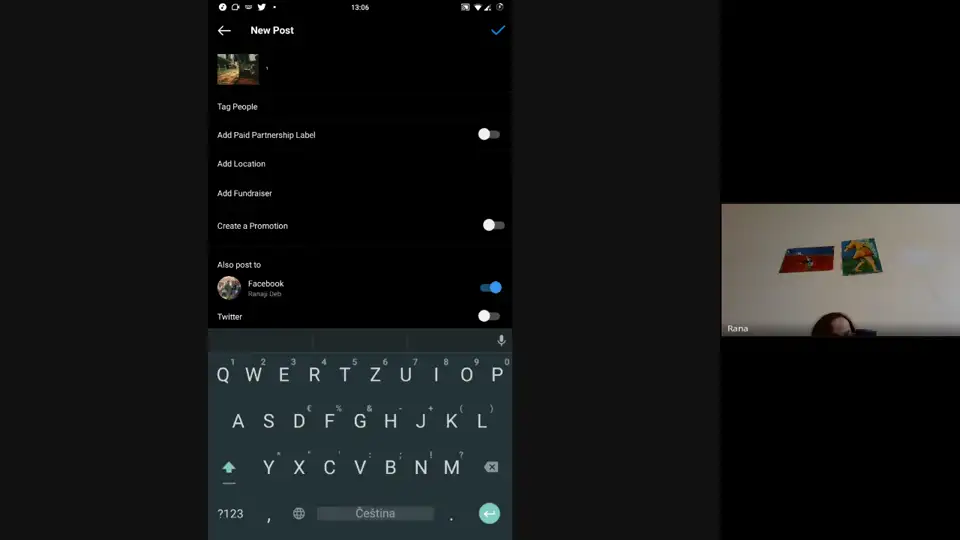 13:06
New Post
Tag People
Add Paid Partnership Label
Add Location
Add Fundraiser
Create a Promotion
Also post to
Facebook
Ranaji Deb
Twitter
1 2 3 4 5 6 7 8 9 0
Q W E R T Z U I O P
€ % & - + ( )
A S D F G H J K L
* " ' : ; ! ?
Y X C V B N M
?123 , Čeština .
Rana